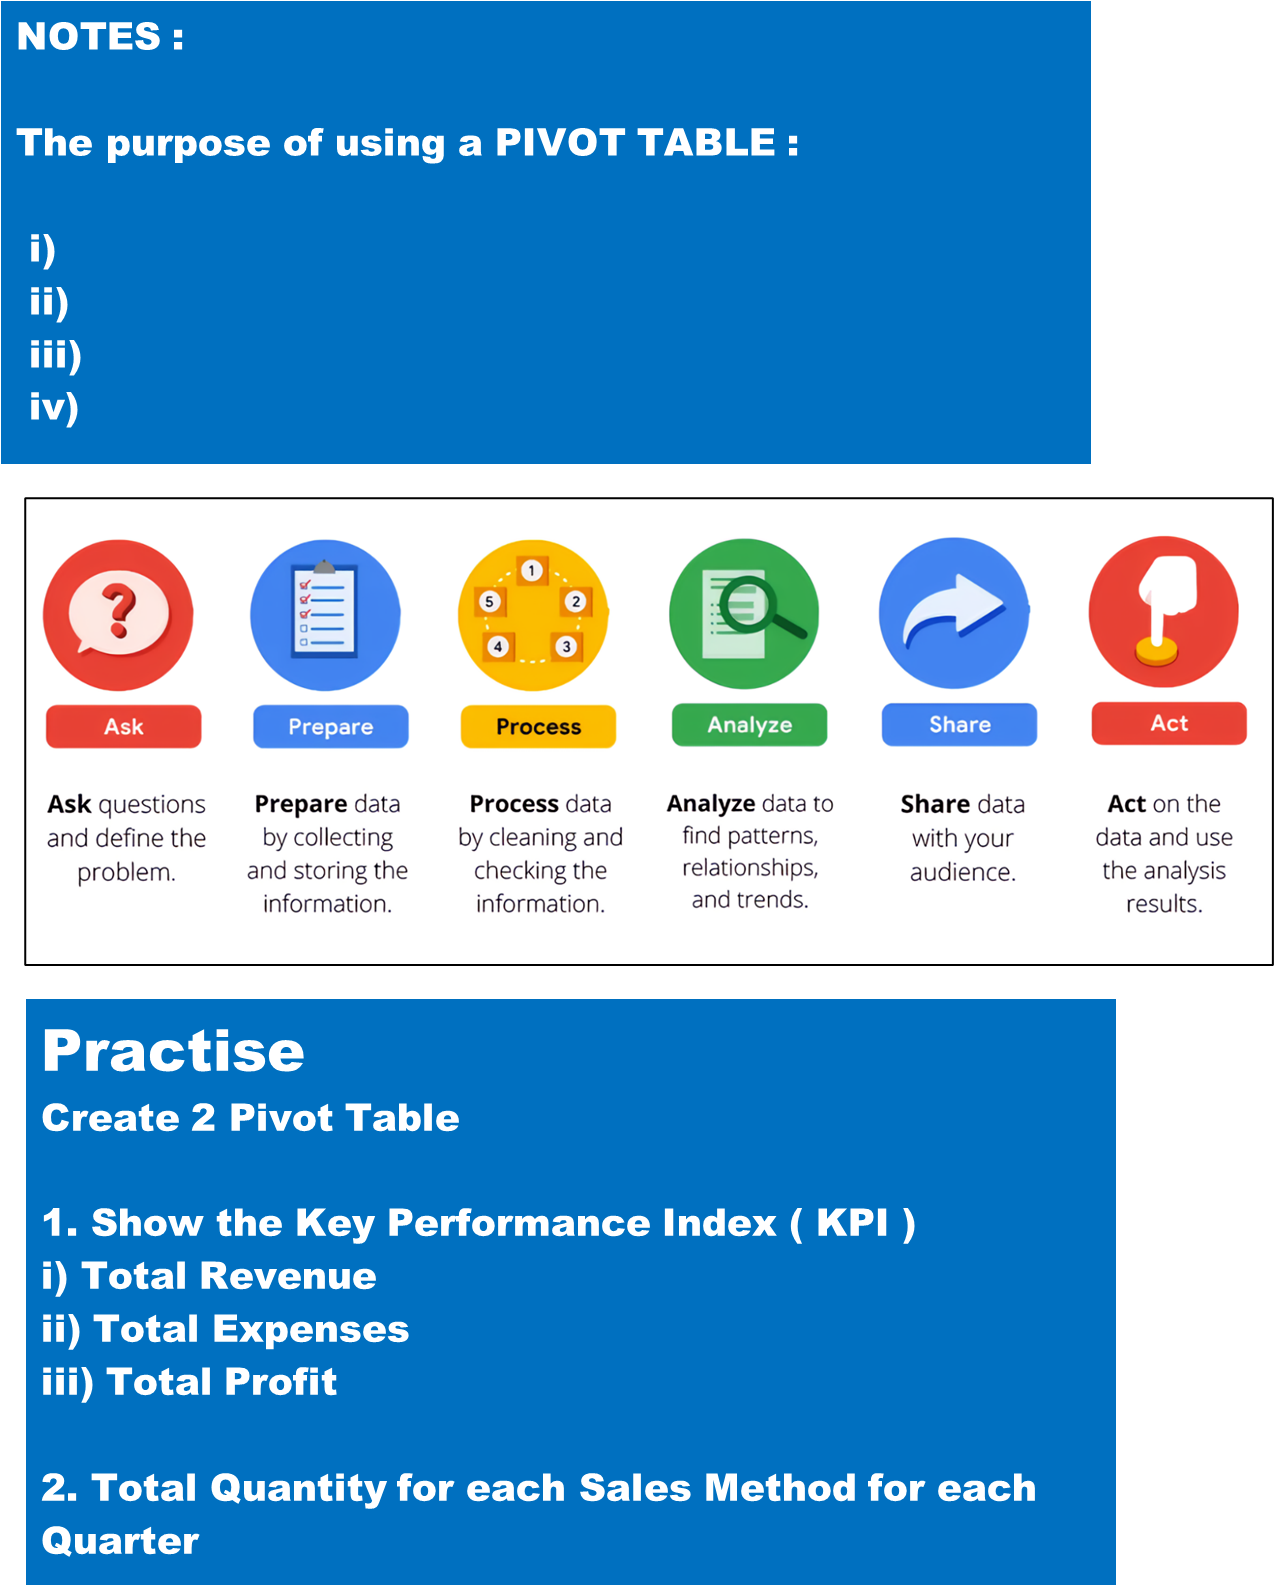 NOTES :
The purpose of using a PIVOT TABLE :
i)
ii)
iii)
iv)
1
2
3
4
5
Ask
Prepare
Process
Analyze
Share
Act
Ask questions
and define the
problem.
Prepare data
by collecting
and storing the
information.
Process data
by cleaning and
checking the
information.
Analyze data to
find patterns,
relationships,
and trends.
Share data
with your
audience.
Act on the
data and use
the analysis
results.
Practise
Create 2 Pivot Table
1. Show the Key Performance Index ( KPI )
i) Total Revenue
ii) Total Expenses
iii) Total Profit
2. Total Quantity for each Sales Method for each
Quarter